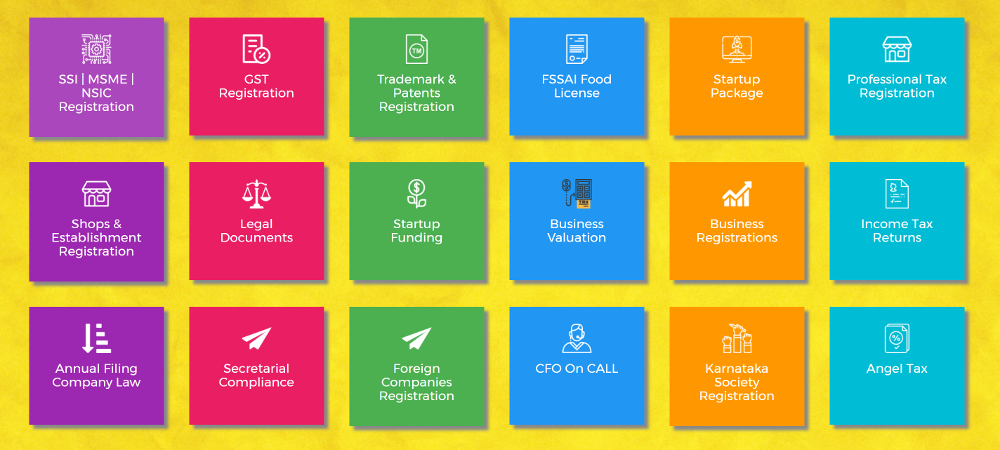 SSI | MSME |
NSIC
Registration
GST
Registration
TM
Trademark &
Patents
Registration
FSSAI Food
License
Startup
Package
Professional Tax
Registration
Shops &
Establishment
Registration
Legal
Documents
$
Startup
Funding
$
TAX
Business
Valuation
Business
Registrations
Income Tax
Returns
Annual Filing
Company Law
Secretarial
Compliance
Foreign
Companies
Registration
CFO On CALL
Karnataka
Society
Registration
Angel Tax